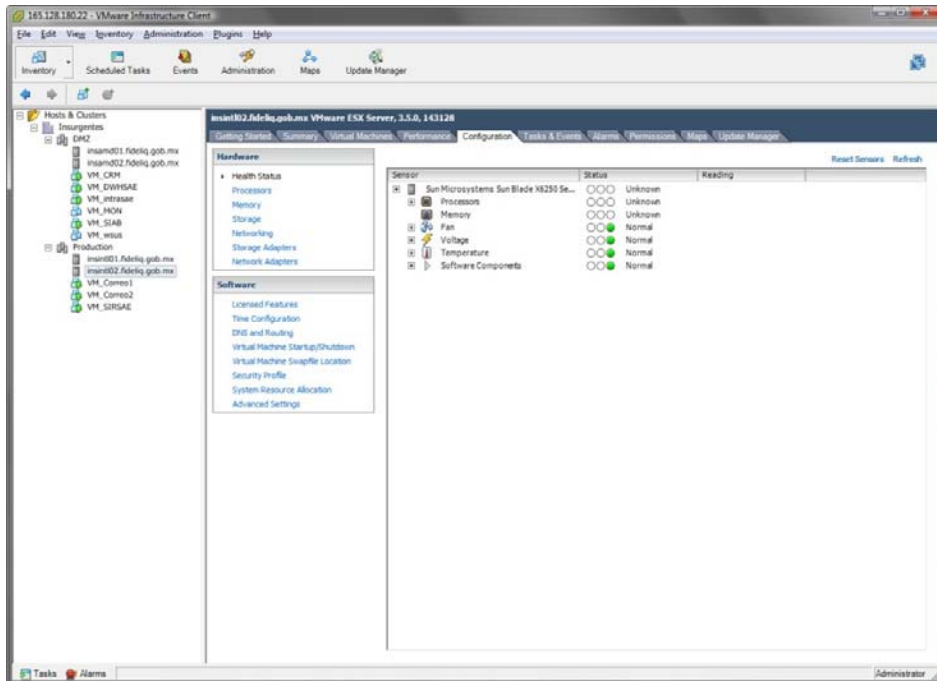 165.128.180.22 - VMware Infrastructure Client
File Edit View Inventory Administration Plugins Help
Inventory Scheduled Tasks Events Administration Maps Update Manager
Hosts & Clusters
Insurgentes
DMZ
insamd01.fideliq.gob.mx
insamd02.fideliq.gob.mx
VM_CRM
VM_DWHSAE
VM_intrasae
VM_MON
VM_SIAB
VM_wsus
Production
insintl01.fideliq.gob.mx
insintl02.fideliq.gob.mx
VM_Correo1
VM_Correo2
VM_SIRSAE
insintl02.fideliq.gob.mx VMware ESX Server, 3.5.0, 143128
Getting Started Summary Virtual Machines Performance Configuration Tasks & Events Alarms Permissions Maps Update Manager
Hardware
Health Status
Processors
Memory
Storage
Networking
Storage Adapters
Network Adapters
Software
Licensed Features
Time Configuration
DNS and Routing
Virtual Machine Startup/Shutdown
Virtual Machine Swapfile Location
Security Profile
System Resource Allocation
Advanced Settings
Reset Sensors Refresh
Sensor Status Reading
Sun Microsystems Sun Blade X6250 Se... Unknown
Processors Unknown
Memory Unknown
Fan Normal
Voltage Normal
Temperature Normal
Software Components Normal
Tasks Alarms Administrator